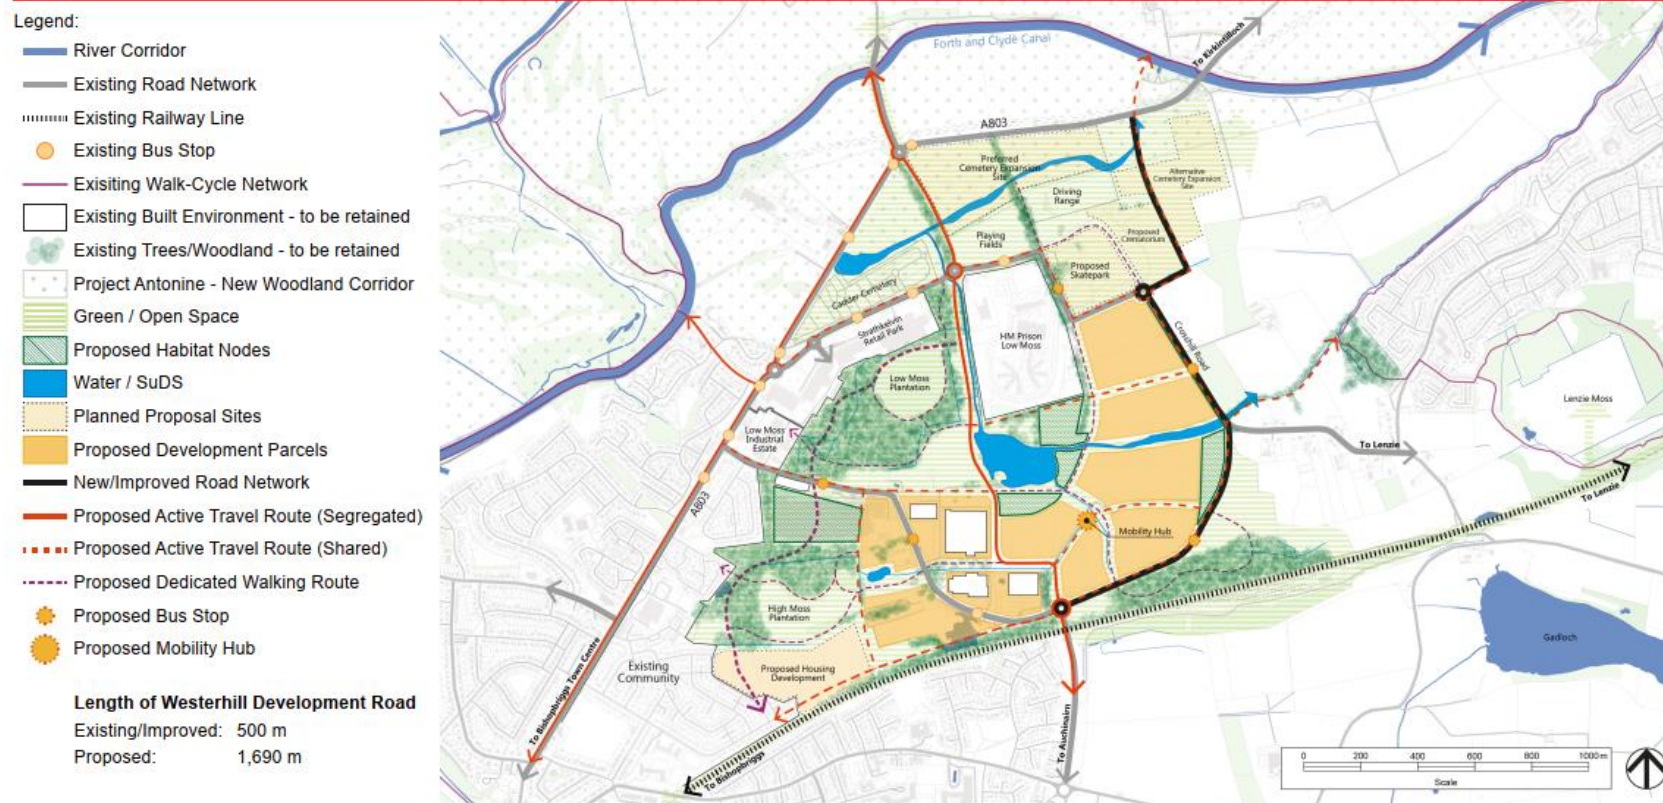 Legend:
River Corridor
Existing Road Network
Existing Railway Line
Existing Bus Stop
Exisiting Walk-Cycle Network
Existing Built Environment - to be retained
Existing Trees/Woodland - to be retained
Project Antonine - New Woodland Corridor
Green / Open Space
Proposed Habitat Nodes
Water / SuDS
Planned Proposal Sites
Proposed Development Parcels
New/Improved Road Network
Proposed Active Travel Route (Segregated)
Proposed Active Travel Route (Shared)
Proposed Dedicated Walking Route
Proposed Bus Stop
Proposed Mobility Hub
Length of Westerhill Development Road
Existing/Improved: 500 m
Proposed: 1,690 m
Forth and Clyde Canal
To Kirkintilloch
A803
Preferred
Cemetery Expansion
Site
Alternative
Cemetery Expansion
Site
Driving
Range
Playing
Fields
Proposed
Crematorium
Proposed
Skatepark
Cadder Cemetery
Strathkelvin
Retail Park
HM Prison
Low Moss
Crosshill Road
Low Moss
Plantation
Lenzie Moss
Low Moss
Industrial
Estate
To Lenzie
To Lenzie
A803
Mobility Hub
High Moss
Plantation
Gadloch
Existing
Community
Proposed Housing
Development
To Bishopbriggs Town Centre
To Auchinairn
To Bishopbriggs
0 200 400 600 800 1000m
Scale